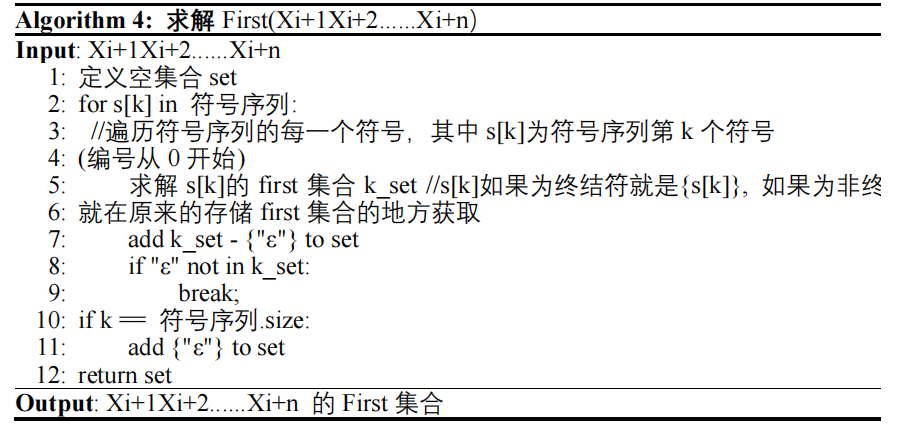 Algorithm 4: 求解 First(Xi+1Xi+2……Xi+n)
Input: Xi+1Xi+2……Xi+n
1: 定义空集合 set
2: for s[k] in 符号序列:
3: //遍历符号序列的每一个符号，其中 s[k]为符号序列第 k 个符号
4: (编号从 0 开始)
5: 求解 s[k]的 first 集合 k_set //s[k]如果为终结符就是{s[k]}，如果为非终
6: 就在原来的存储 first 集合的地方获取
7: add k_set - {"ε"} to set
8: if "ε" not in k_set:
9: break;
10: if k == 符号序列.size:
11: add {"ε"} to set
12: return set
Output: Xi+1Xi+2……Xi+n 的 First 集合